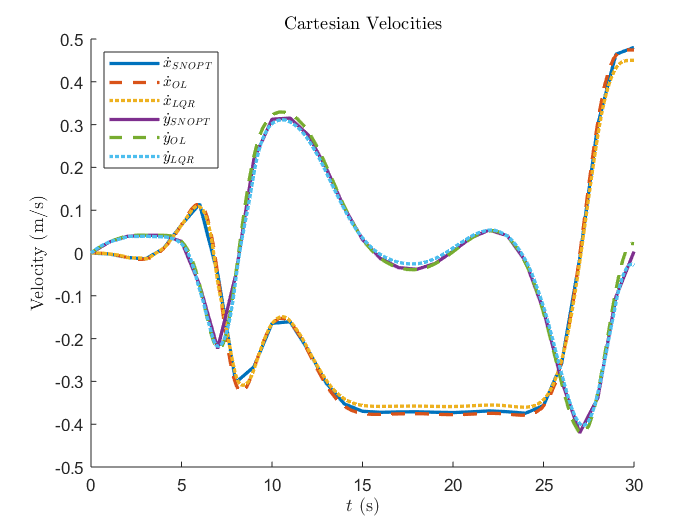 Cartesian Velocities
0.5
0.4
0.3
0.2
0.1
0
-0.1
-0.2
-0.3
-0.4
-0.5
Velocity (m/s)
ẋ_SNOPT
ẋ_OL
ẋ_LQR
ẏ_SNOPT
ẏ_OL
ẏ_LQR
0 5 10 15 20 25 30
t (s)